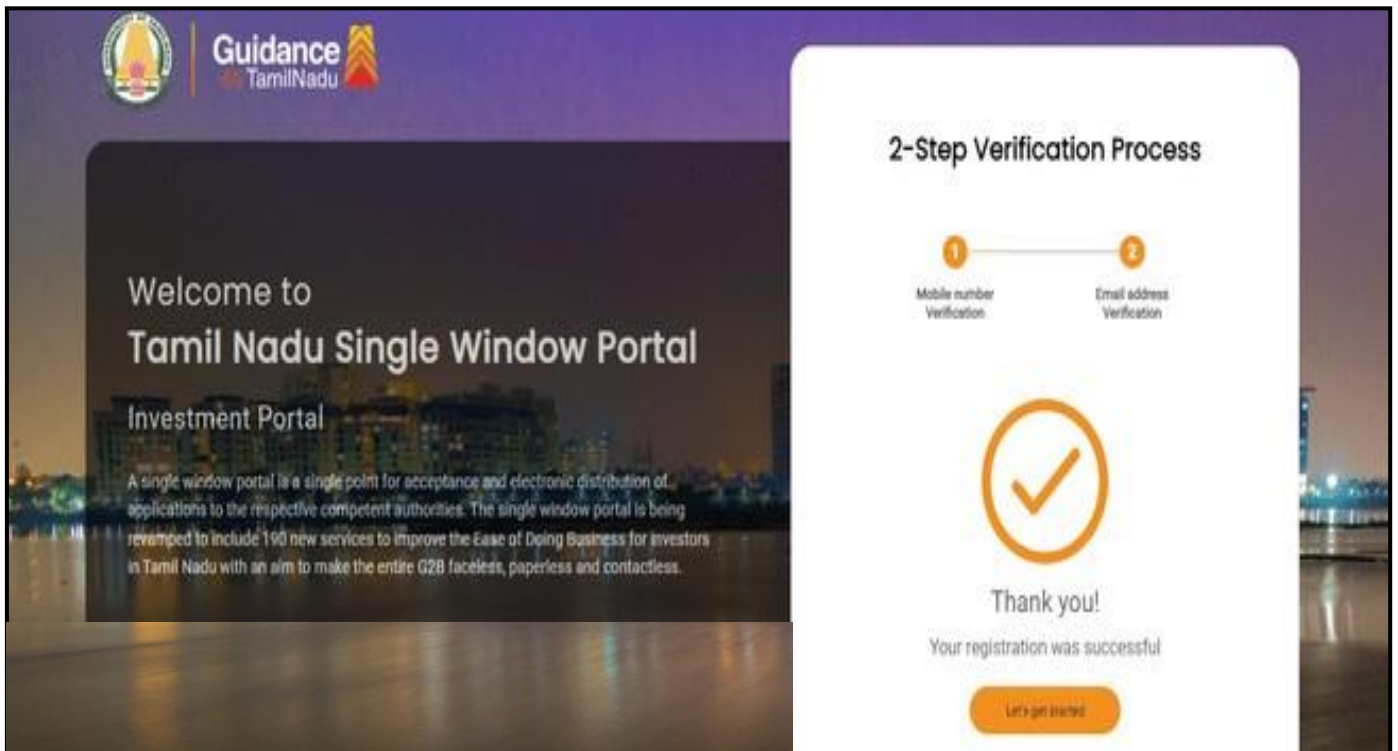 Guidance
TamilNadu
Welcome to
Tamil Nadu Single Window Portal
Investment Portal
A single window portal is a single point for acceptance and electronic distribution of
applications to the respective competent authorities. The single window portal is being
revamped to include 190 new services to improve the Ease of Doing Business for investors
in Tamil Nadu with an aim to make the entire G2B faceless, paperless and contactless.
2-Step Verification Process
1
2
Mobile number
Verification
Email address
Verification
Thank you!
Your registration was successful
Let's get started